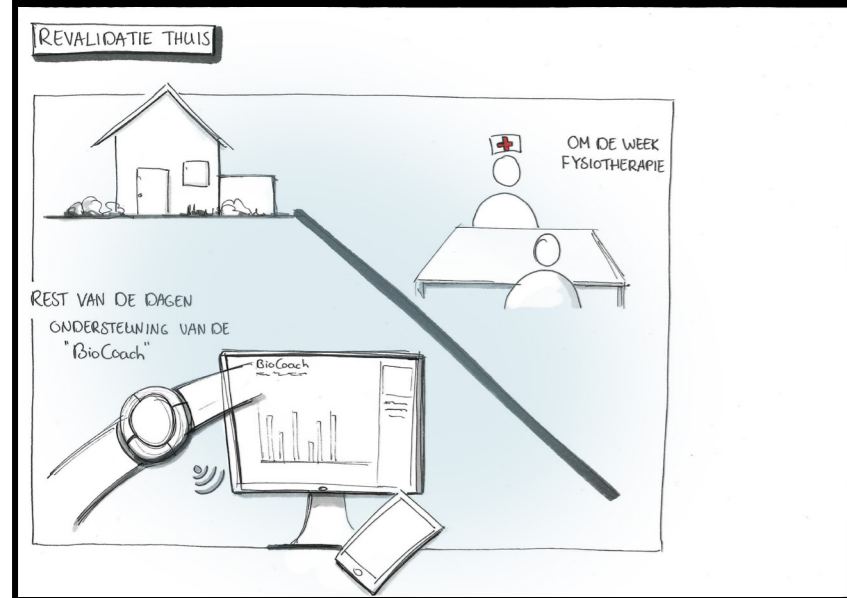 REVALIDATIE THUIS
OM DE WEEK
FYSIOTHERAPIE
REST VAN DE DAGEN
ONDERSTEUNING VAN DE
"BioCoach"
BioCoach